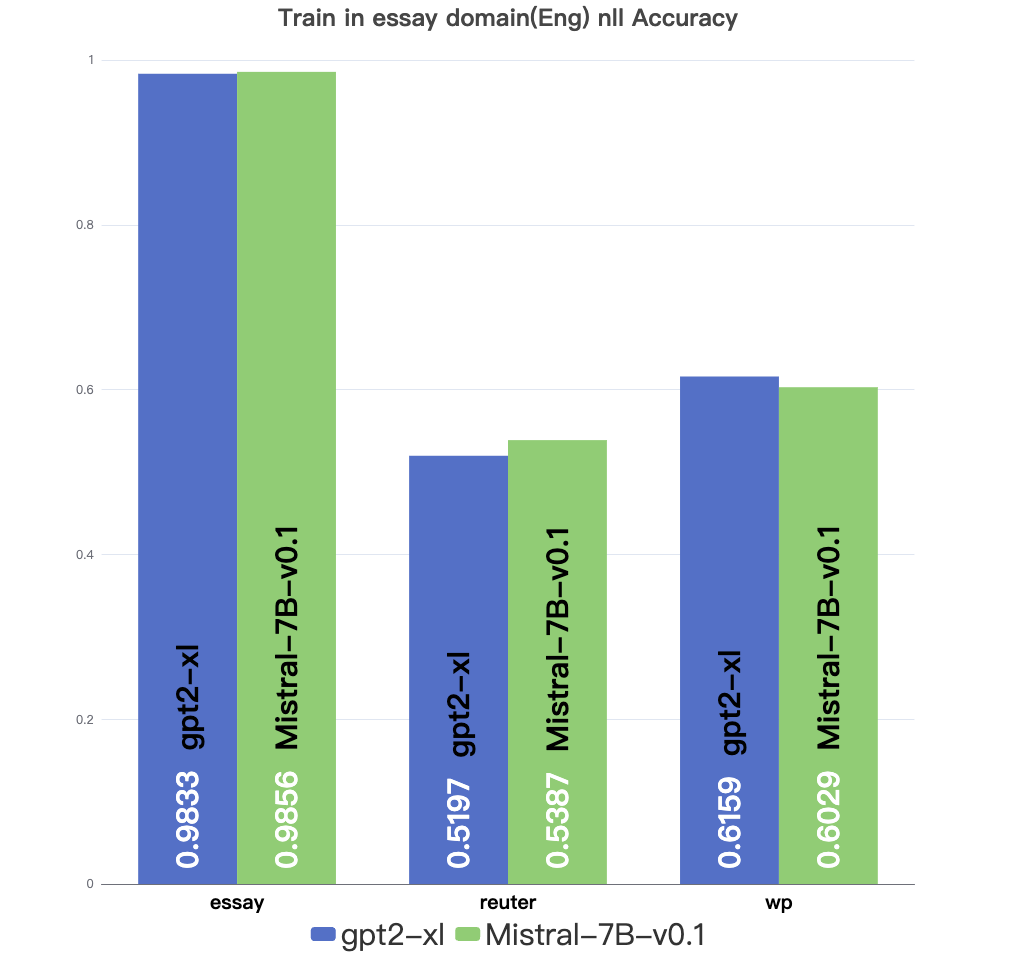 Train in essay domain(Eng) nll Accuracy
1
0.8
0.6
0.4
0.2
0
0.9833 gpt2-xl
0.9856 Mistral-7B-v0.1
0.5197 gpt2-xl
0.5387 Mistral-7B-v0.1
0.6159 gpt2-xl
0.6029 Mistral-7B-v0.1
essay reuter wp
gpt2-xl Mistral-7B-v0.1